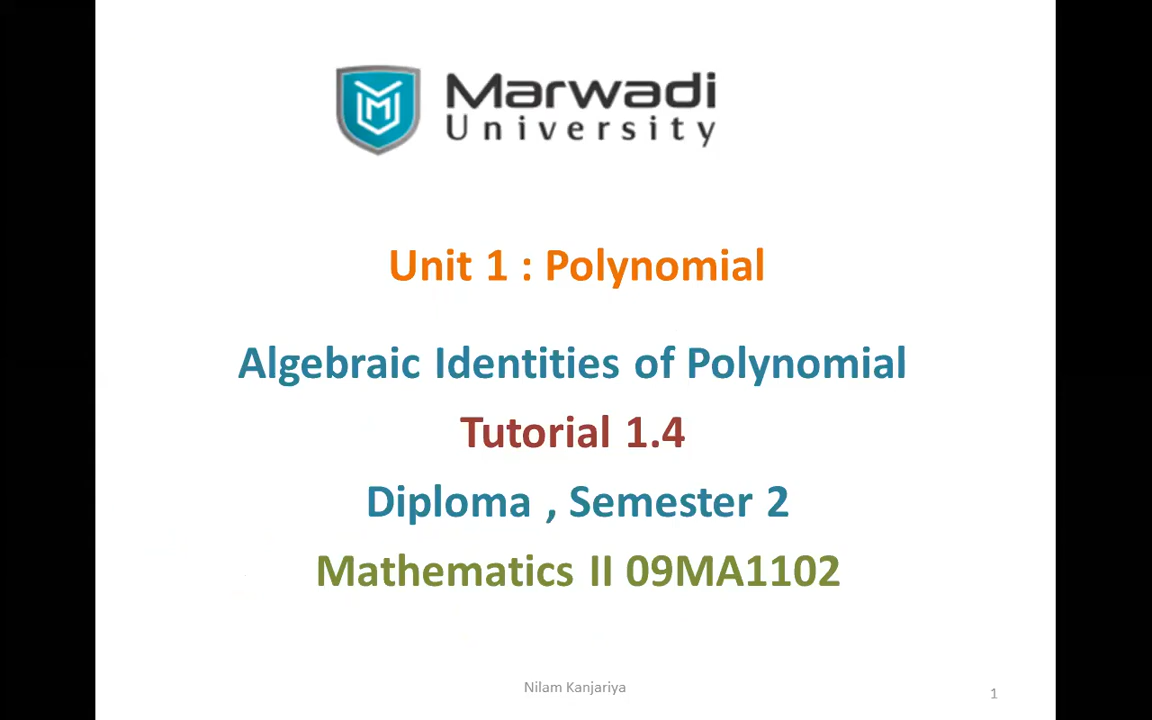 Marwadi
University
Unit 1 : Polynomial
Algebraic Identities of Polynomial
Tutorial 1.4
Diploma , Semester 2
Mathematics II 09MA1102
Nilam Kanjariya
1